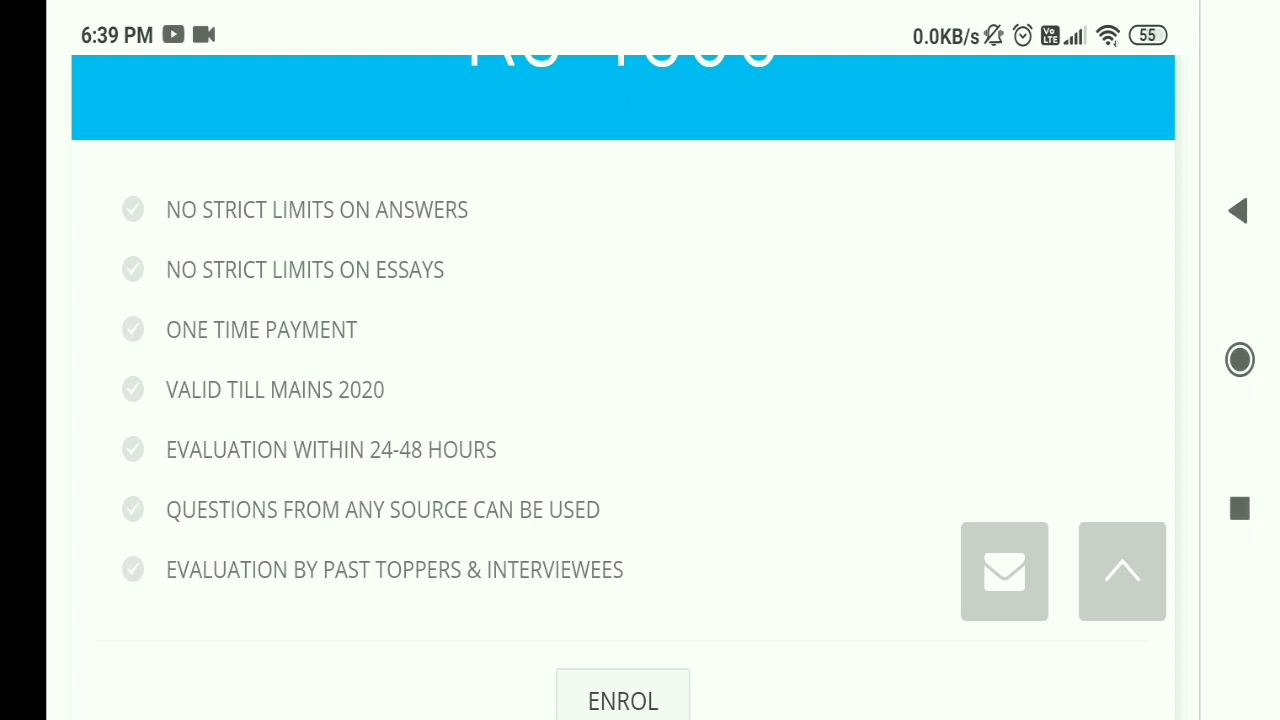 6:39 PM
0.0KB/s Vo LTE 55
NO STRICT LIMITS ON ANSWERS
NO STRICT LIMITS ON ESSAYS
ONE TIME PAYMENT
VALID TILL MAINS 2020
EVALUATION WITHIN 24-48 HOURS
QUESTIONS FROM ANY SOURCE CAN BE USED
EVALUATION BY PAST TOPPERS & INTERVIEWEES
ENROL